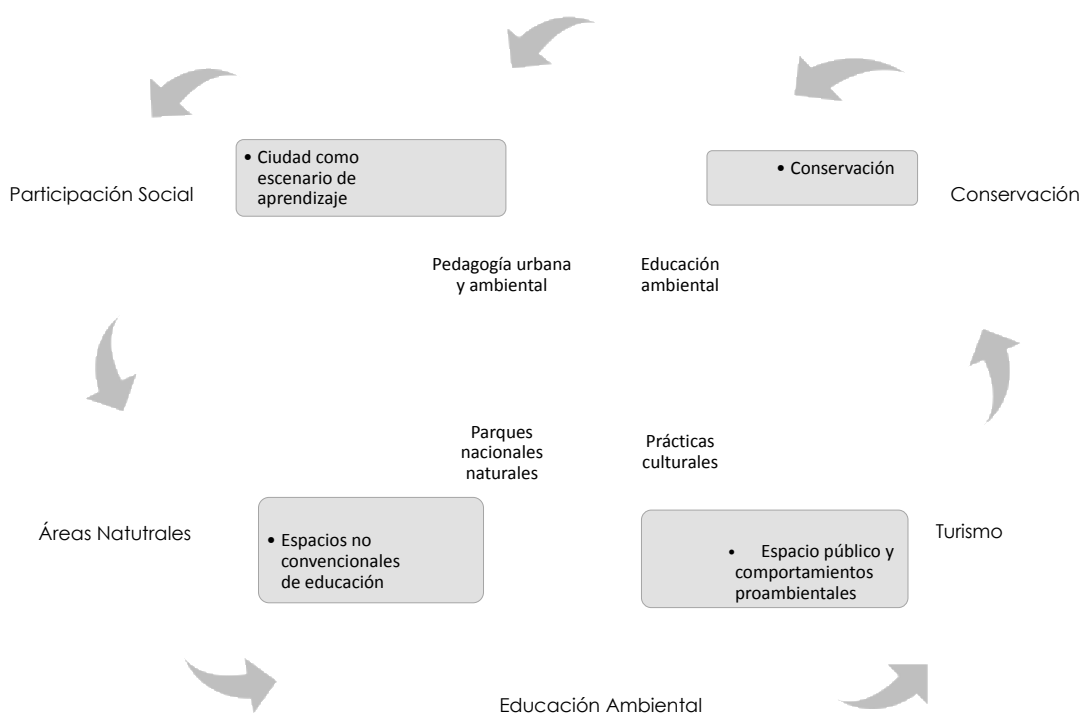 • Ciudad como
escenario de
aprendizaje
• Conservación
Participación Social
Conservación
Pedagogía urbana
y ambiental
Educación
ambiental
Parques
nacionales
naturales
Prácticas
culturales
Áreas Natutrales
• Espacios no
convencionales
de educación
• Espacio público y
comportamientos
proambientales
Turismo
Educación Ambiental